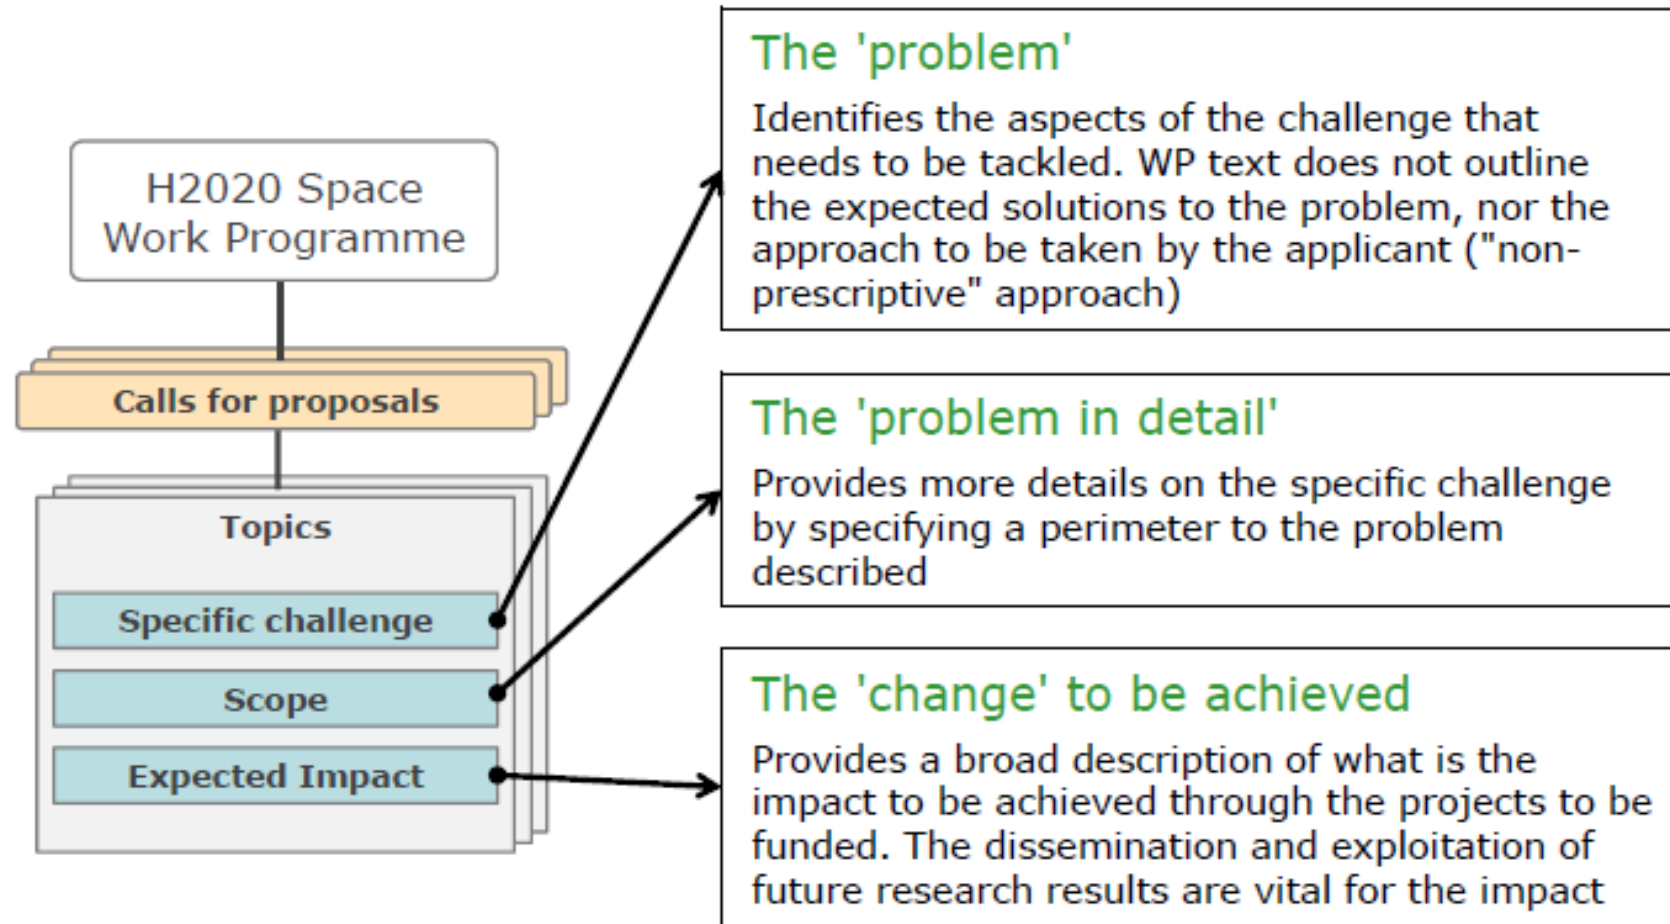 H2020 Space
Work Programme
Calls for proposals
Topics
Specific challenge
Scope
Expected Impact
The 'problem'
Identifies the aspects of the challenge that
needs to be tackled. WP text does not outline
the expected solutions to the problem, nor the
approach to be taken by the applicant ("non-
prescriptive" approach)
The 'problem in detail'
Provides more details on the specific challenge
by specifying a perimeter to the problem
described
The 'change' to be achieved
Provides a broad description of what is the
impact to be achieved through the projects to be
funded. The dissemination and exploitation of
future research results are vital for the impact